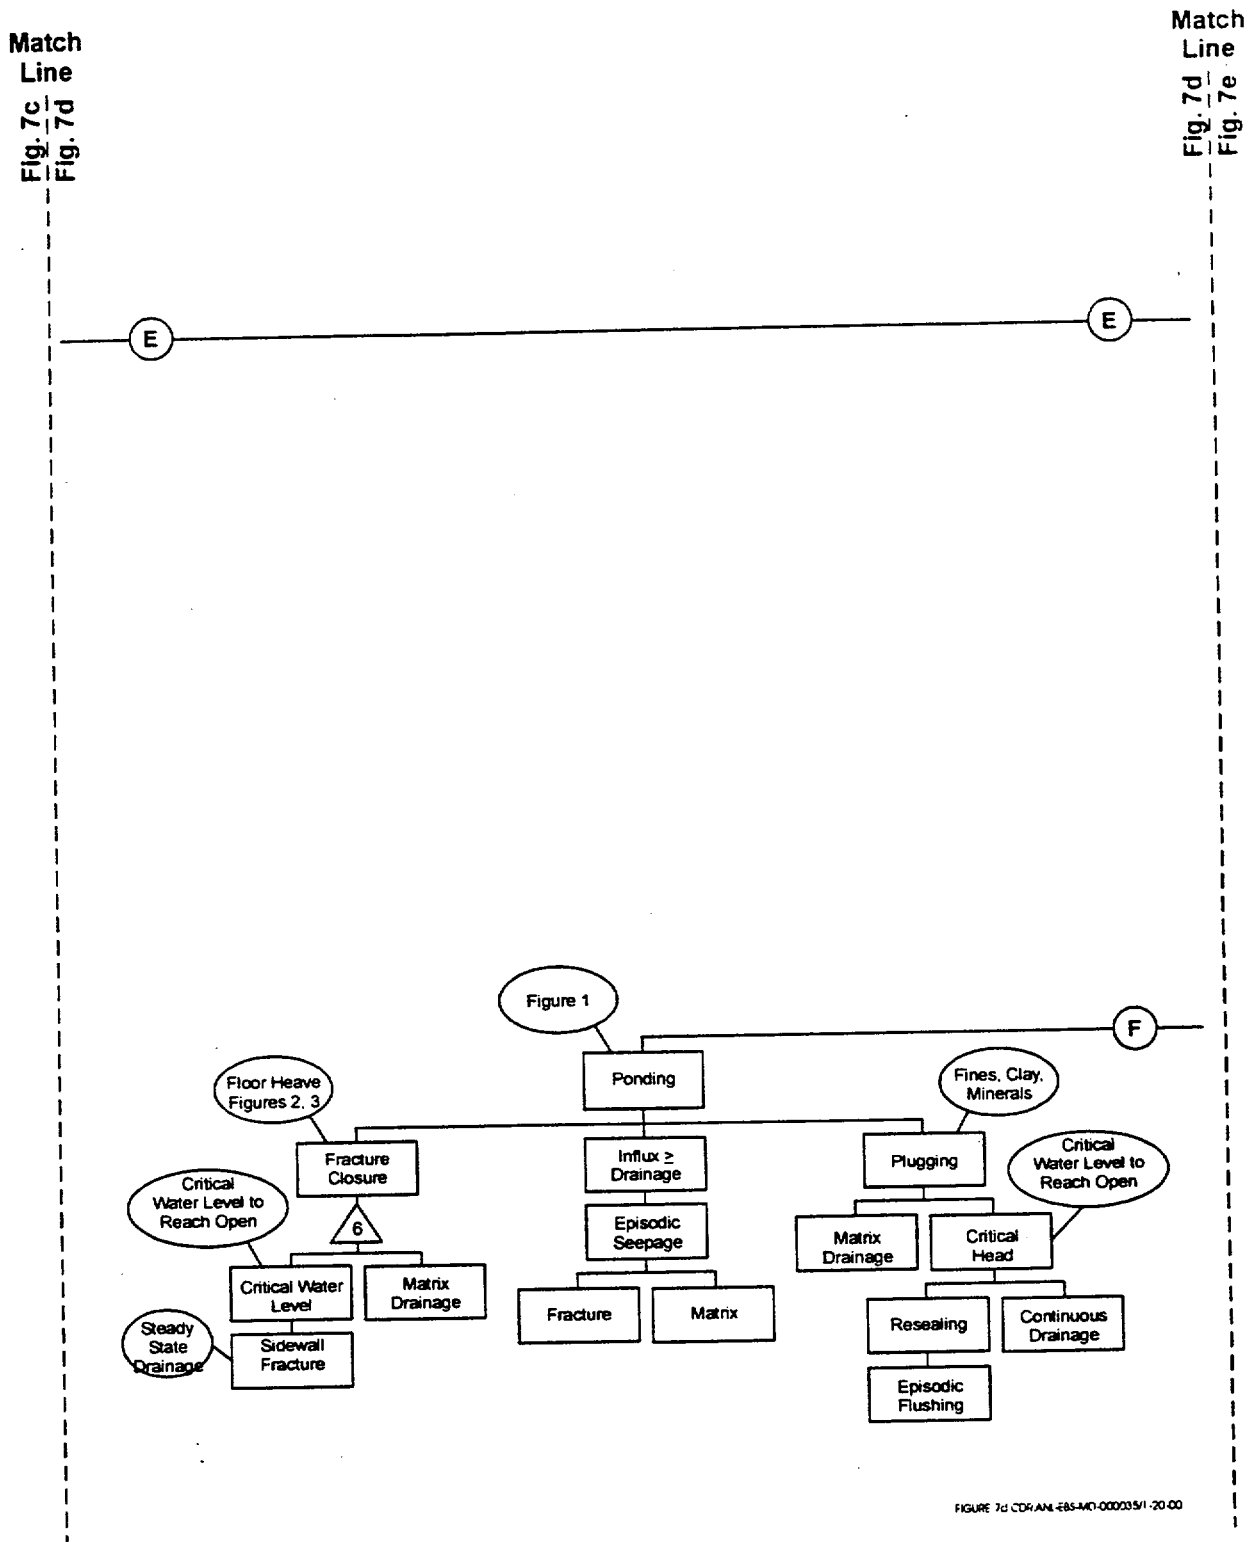 Match
Line
Fig. 7c
Fig. 7d
Match
Line
Fig. 7d
Fig. 7e
E
E
Figure 1
F
Ponding
Floor Heave
Figures 2, 3
Fines, Clay,
Minerals
Fracture
Closure
Influx ≥
Drainage
Plugging
Critical
Water Level to
Reach Open
Critical
Water Level to
Reach Open
6
Episodic
Seepage
Matrix
Drainage
Critical
Head
Critical Water
Level
Matrix
Drainage
Fracture
Matrix
Resealing
Continuous
Drainage
Steady
State
Drainage
Sidewall
Fracture
Episodic
Flushing
FIGURE 7d CDR.ANL-EBS-MD-000035/1-20-00